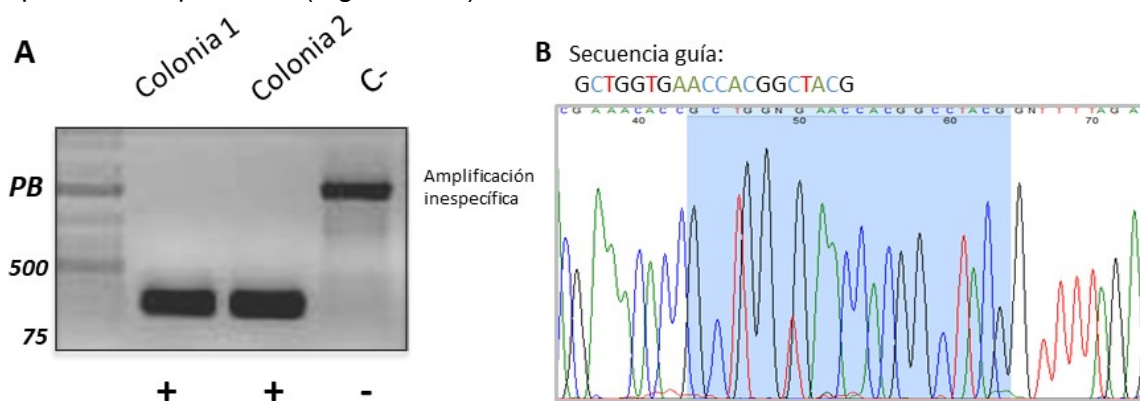 A
Colonia 1
Colonia 2
C-
PB
500
75
+ + -
Amplificación
inespecífica
B Secuencia guía:
GCTGGTGAACCACGGCTACG
C G A A A C A C C G C T G G N G A A C C A C G G C C T A C G G N T T T T A G A
40 50 60 70